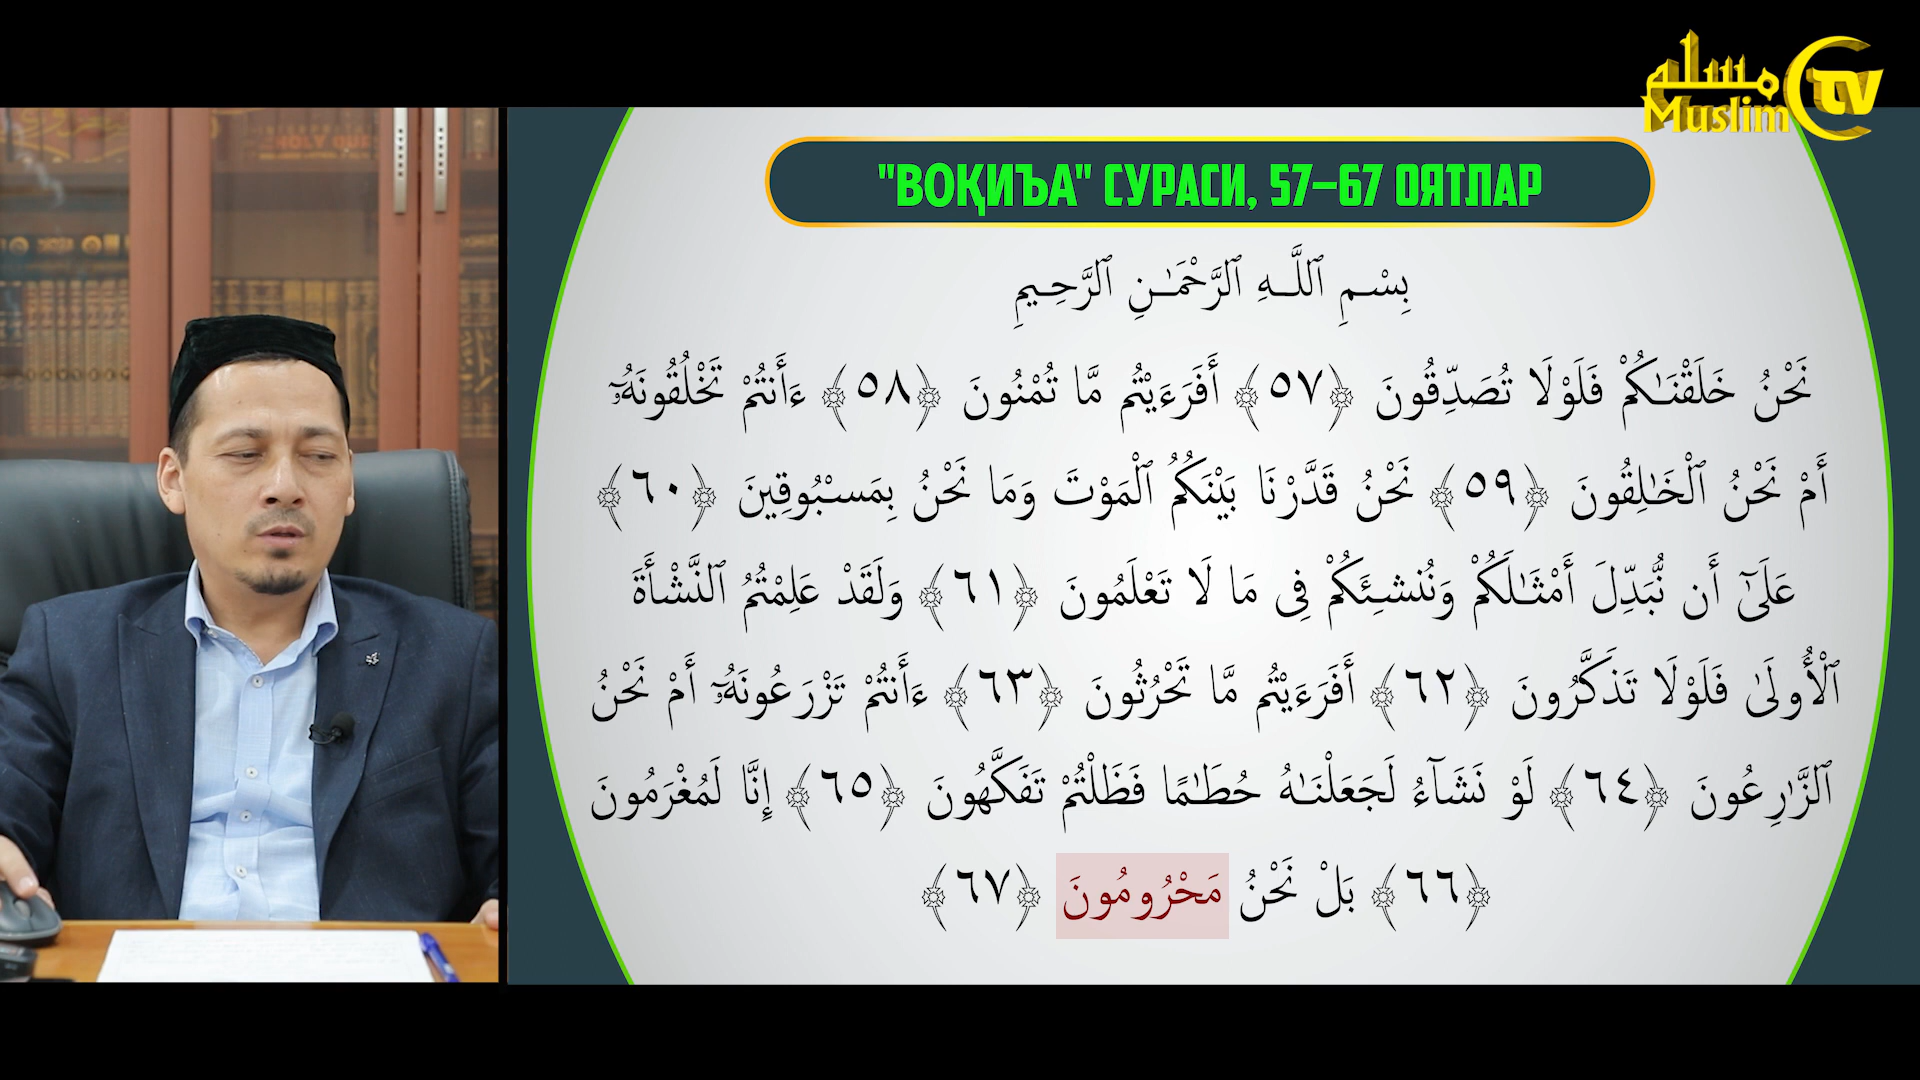 مسلم
Muslim TV
"ВОҚИЪА" СУРАСИ, 57–67 ОЯТЛАР
بِسْمِ ٱللَّهِ ٱلرَّحْمَـٰنِ ٱلرَّحِيمِ
نَحْنُ خَلَقْنَـٰكُمْ فَلَوْلَا تُصَدِّقُونَ ﴿٥٧﴾ أَفَرَءَيْتُم مَّا تُمْنُونَ ﴿٥٨﴾ ءَأَنتُمْ تَخْلُقُونَهُۥٓ
أَمْ نَحْنُ ٱلْخَـٰلِقُونَ ﴿٥٩﴾ نَحْنُ قَدَّرْنَا بَيْنَكُمُ ٱلْمَوْتَ وَمَا نَحْنُ بِمَسْبُوقِينَ ﴿٦٠﴾
عَلَىٰٓ أَن نُّبَدِّلَ أَمْثَـٰلَكُمْ وَنُنشِئَكُمْ فِى مَا لَا تَعْلَمُونَ ﴿٦١﴾ وَلَقَدْ عَلِمْتُمُ ٱلنَّشْأَةَ
ٱلْأُولَىٰ فَلَوْلَا تَذَكَّرُونَ ﴿٦٢﴾ أَفَرَءَيْتُم مَّا تَحْرُثُونَ ﴿٦٣﴾ ءَأَنتُمْ تَزْرَعُونَهُۥٓ أَمْ نَحْنُ
ٱلزَّٰرِعُونَ ﴿٦٤﴾ لَوْ نَشَآءُ لَجَعَلْنَـٰهُ حُطَـٰمًا فَظَلْتُمْ تَفَكَّهُونَ ﴿٦٥﴾ إِنَّا لَمُغْرَمُونَ
﴿٦٦﴾ بَلْ نَحْنُ مَحْرُومُونَ ﴿٦٧﴾